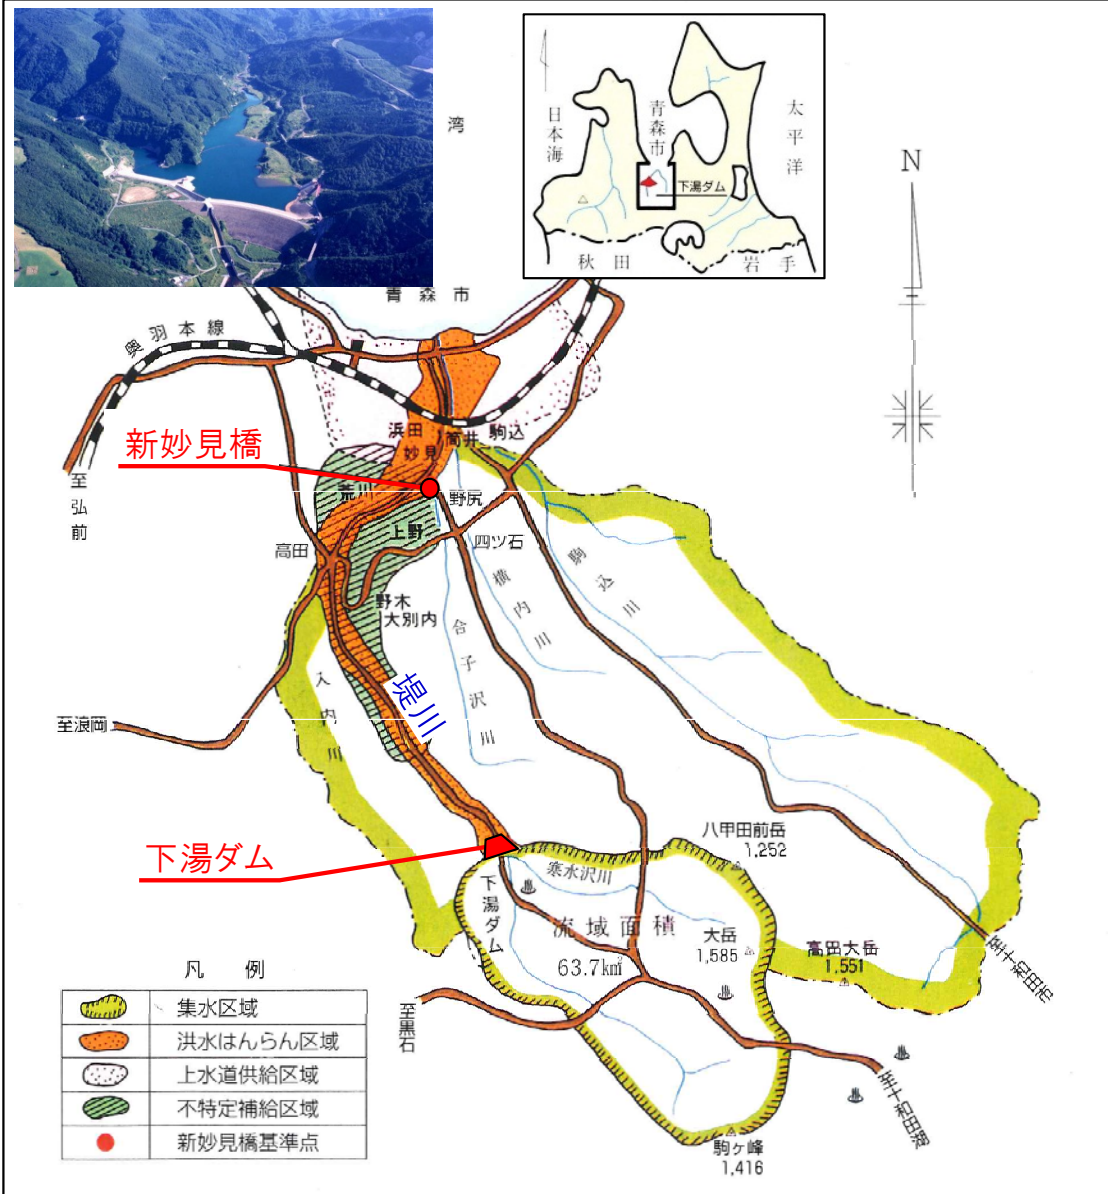 湾
青森市
日本海
青森市
太平洋
下湯ダム
秋田
岩手
N
青森市
奥羽本線
新妙見橋
浜田
妙見
筒井
駒込
至弘前
荒川
野尻
高田
上野
四ツ石
野木
大別内
横内川
駒込川
合子沢川
入内川
堤川
至浪岡
下湯ダム
八甲田前岳
1,252
寒水沢川
下湯ダム
流域面積
63.7km²
大岳
1,585
高田大岳
1,551
至十和田市
至黒石
至十和田湖
駒ヶ峰
1,416
凡例
集水区域
洪水はんらん区域
上水道供給区域
不特定補給区域
新妙見橋基準点